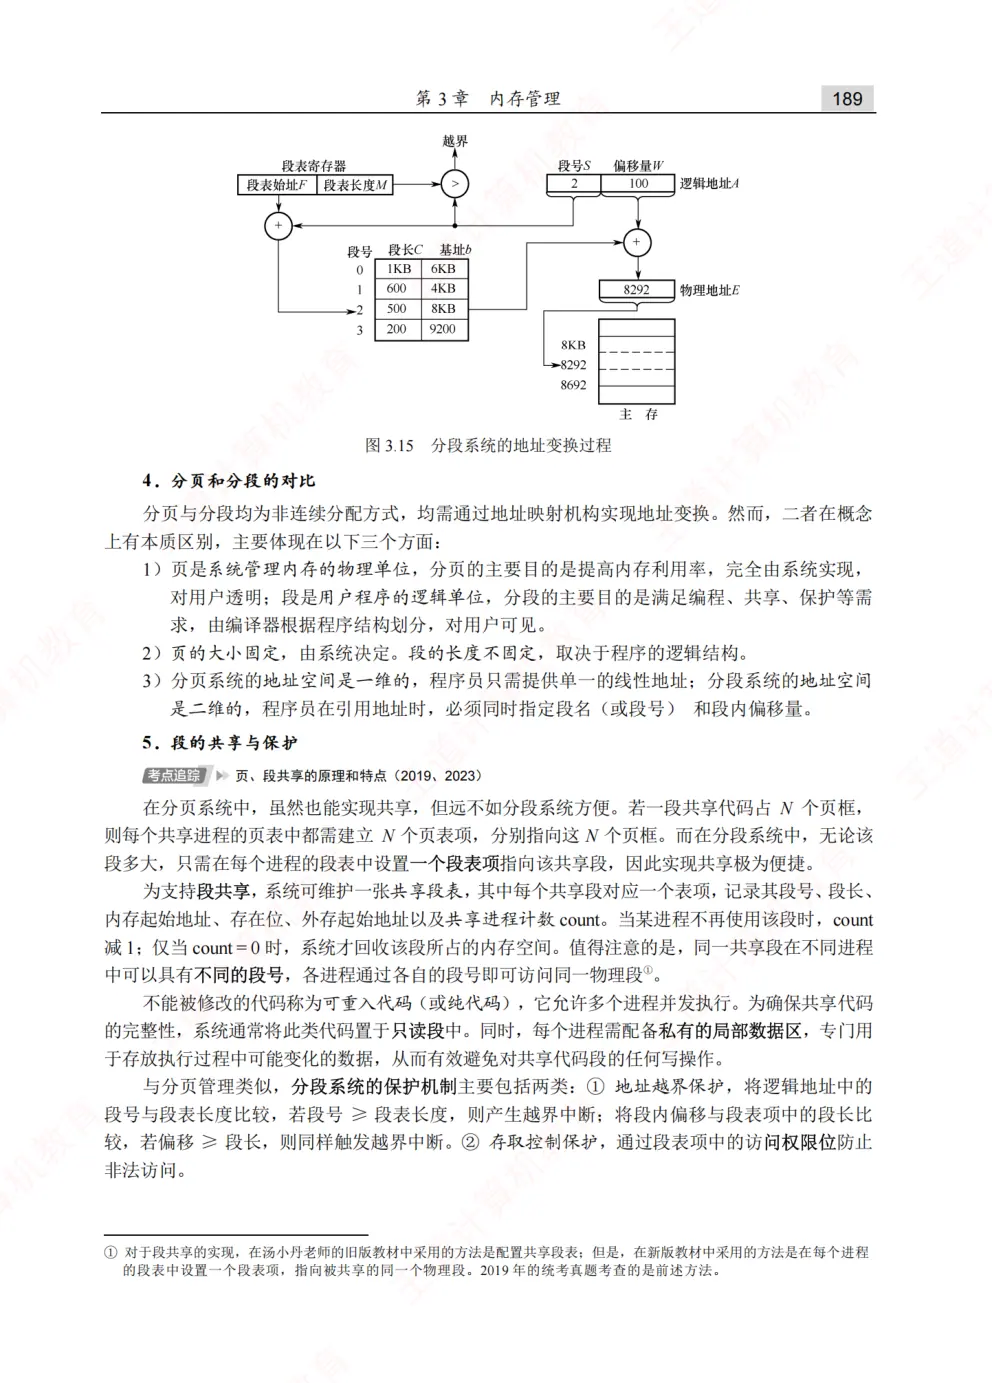 第 3 章 内存管理 189
越界
段表寄存器 段号S 偏移量W
段表始址F 段表长度M > 2 100 逻辑地址A
+ +
段号 段长C 基址b
0 1KB 6KB
1 600 4KB 8292 物理地址E
2 500 8KB
3 200 9200
8KB
8292
8692
主 存
图 3.15 分段系统的地址变换过程
4．分页和分段的对比
分页与分段均为非连续分配方式，均需通过地址映射机构实现地址变换。然而，二者在概念
上有本质区别，主要体现在以下三个方面：
1）页是系统管理内存的物理单位，分页的主要目的是提高内存利用率，完全由系统实现，
对用户透明；段是用户程序的逻辑单位，分段的主要目的是满足编程、共享、保护等需
求，由编译器根据程序结构划分，对用户可见。
2）页的大小固定，由系统决定。段的长度不固定，取决于程序的逻辑结构。
3）分页系统的地址空间是一维的，程序员只需提供单一的线性地址；分段系统的地址空间
是二维的，程序员在引用地址时，必须同时指定段名（或段号） 和段内偏移量。
5．段的共享与保护
考点追踪 页、段共享的原理和特点（2019、2023）
在分页系统中，虽然也能实现共享，但远不如分段系统方便。若一段共享代码占 N 个页框，
则每个共享进程的页表中都需建立 N 个页表项，分别指向这 N 个页框。而在分段系统中，无论该
段多大，只需在每个进程的段表中设置一个段表项指向该共享段，因此实现共享极为便捷。
为支持段共享，系统可维护一张共享段表，其中每个共享段对应一个表项，记录其段号、段长、
内存起始地址、存在位、外存起始地址以及共享进程计数 count。当某进程不再使用该段时，count
减 1；仅当 count = 0 时，系统才回收该段所占的内存空间。值得注意的是，同一共享段在不同进程
中可以具有不同的段号，各进程通过各自的段号即可访问同一物理段①。
不能被修改的代码称为可重入代码（或纯代码），它允许多个进程并发执行。为确保共享代码
的完整性，系统通常将此类代码置于只读段中。同时，每个进程需配备私有的局部数据区，专门用
于存放执行过程中可能变化的数据，从而有效避免对共享代码段的任何写操作。
与分页管理类似，分段系统的保护机制主要包括两类：① 地址越界保护，将逻辑地址中的
段号与段表长度比较，若段号 ≥ 段表长度，则产生越界中断；将段内偏移与段表项中的段长比
较，若偏移 ≥ 段长，则同样触发越界中断。② 存取控制保护，通过段表项中的访问权限位防止
非法访问。
① 对于段共享的实现，在汤小丹老师的旧版教材中采用的方法是配置共享段表；但是，在新版教材中采用的方法是在每个进程
的段表中设置一个段表项，指向被共享的同一个物理段。2019 年的统考真题考查的是前述方法。